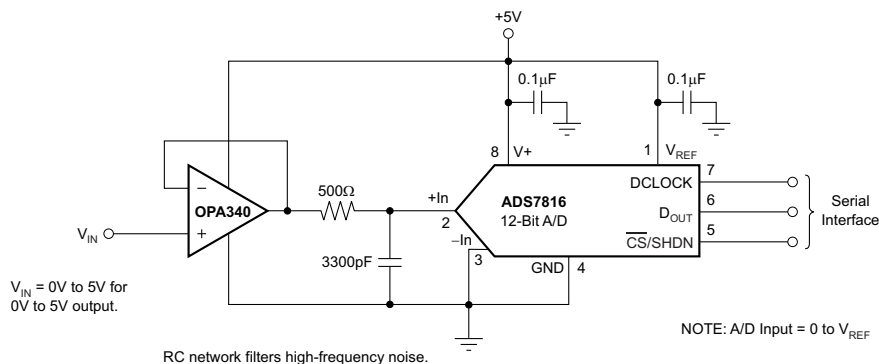 +5V
0.1µF
0.1µF
8 V+
1 V_REF
7
DCLOCK
500Ω
+In
ADS7816
12-Bit A/D
–
OPA340
+
V_IN
2
–In
3
3300pF
D_OUT
6
C̅S̅/SHDN
5
Serial
Interface
GND
4
V_IN = 0V to 5V for
0V to 5V output.
NOTE: A/D Input = 0 to V_REF
RC network filters high-frequency noise.